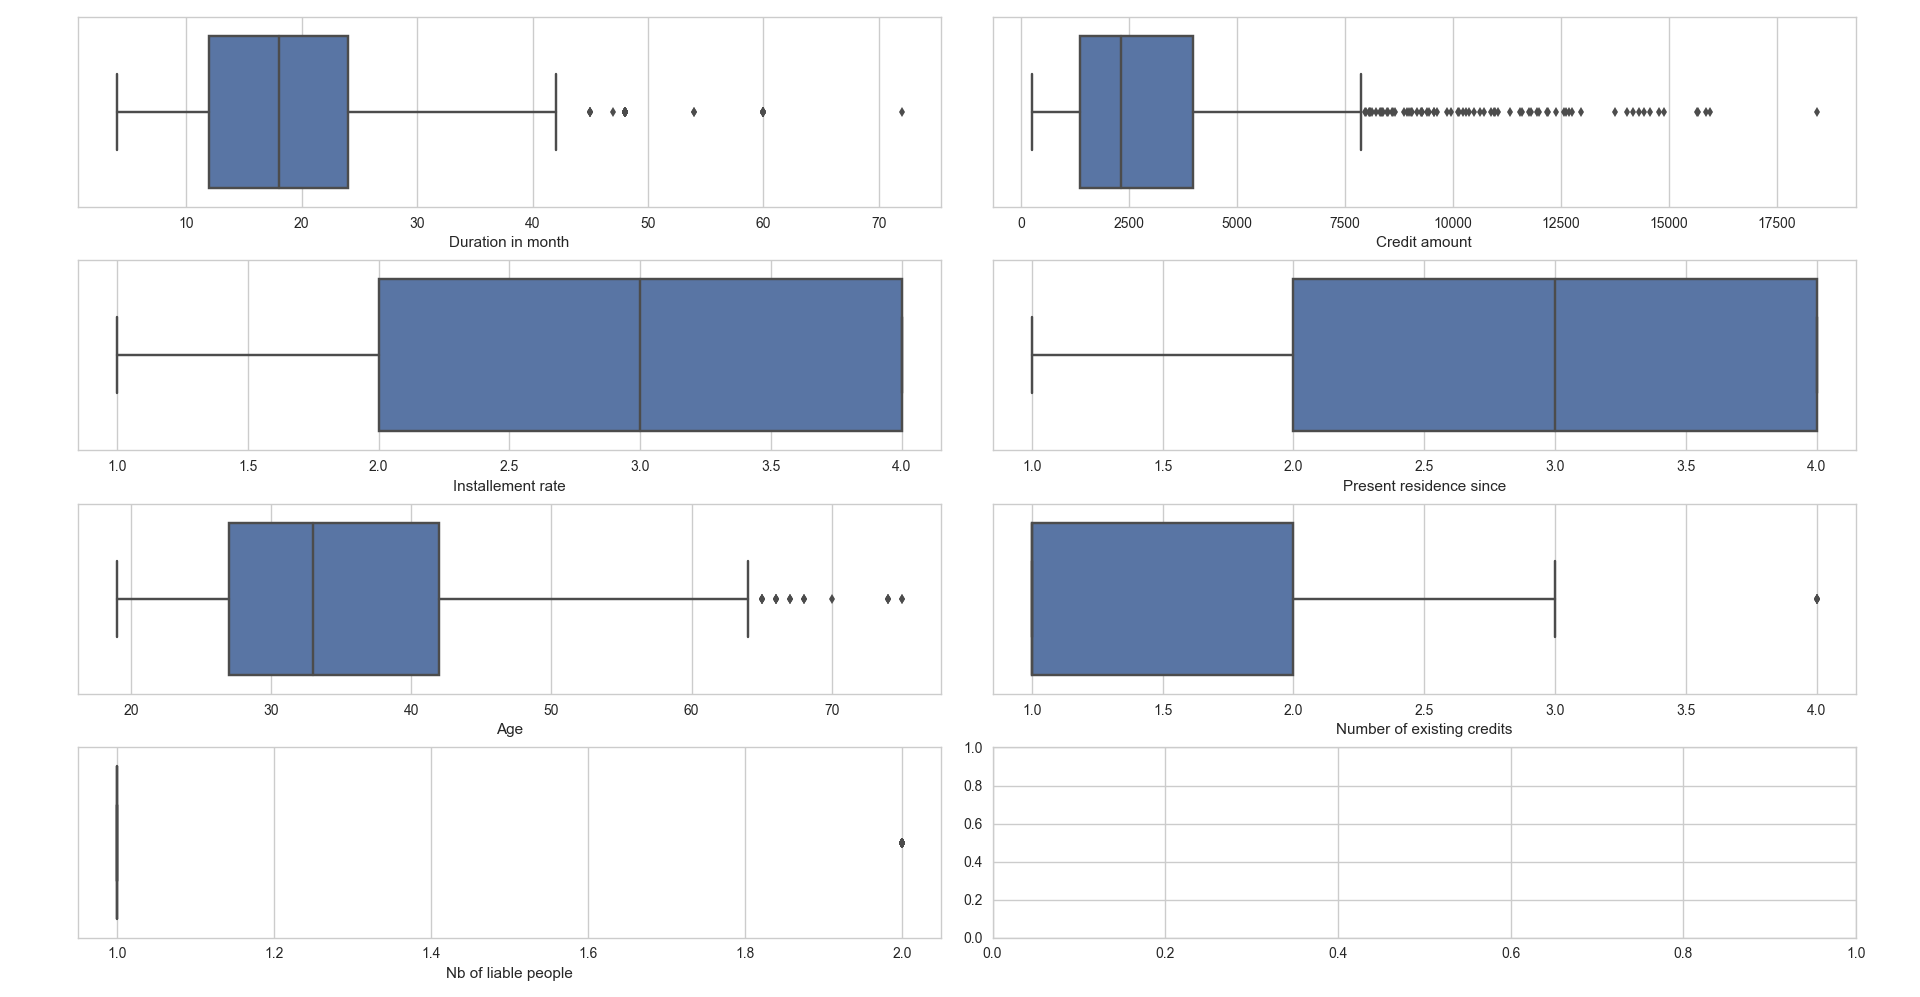 10 20 30 40 50 60 70
Duration in month
0 2500 5000 7500 10000 12500 15000 17500
Credit amount
1.0 1.5 2.0 2.5 3.0 3.5 4.0
Installement rate
1.0 1.5 2.0 2.5 3.0 3.5 4.0
Present residence since
20 30 40 50 60 70
Age
1.0 1.5 2.0 2.5 3.0 3.5 4.0
Number of existing credits
1.0 1.2 1.4 1.6 1.8 2.0
Nb of liable people
1.0
0.8
0.6
0.4
0.2
0.0
0.0 0.2 0.4 0.6 0.8 1.0